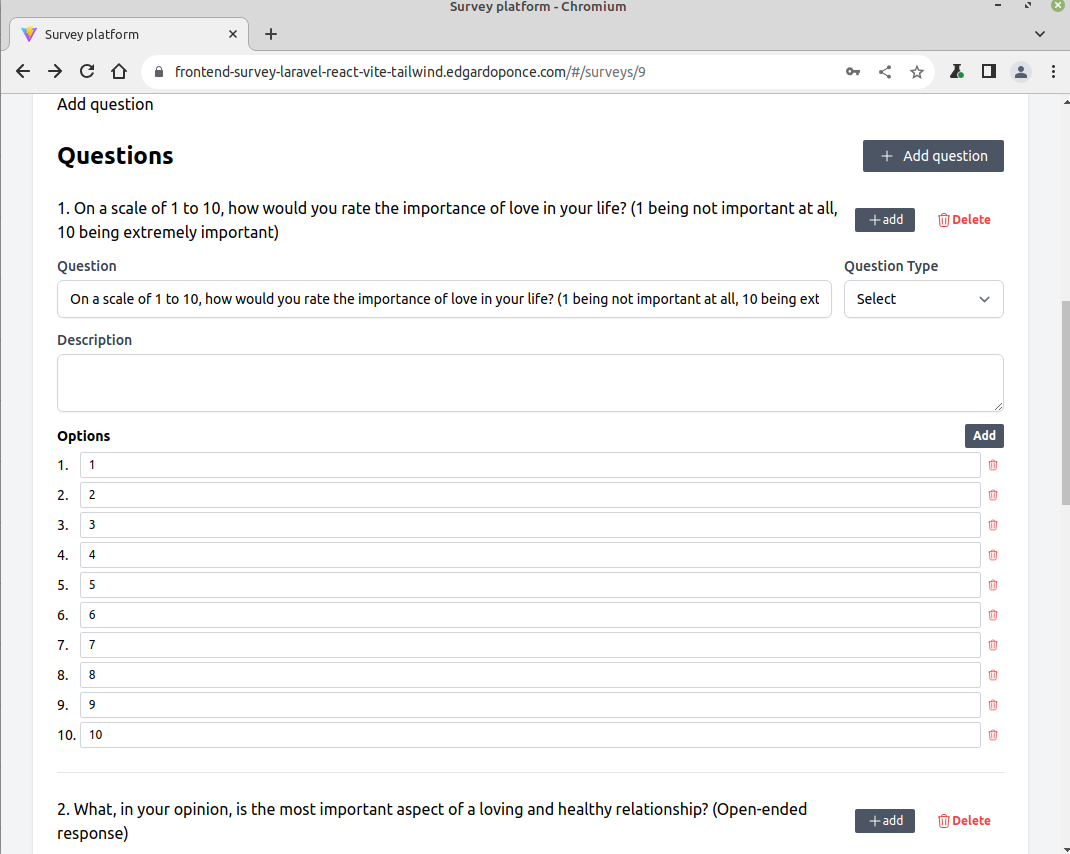 Survey platform - Chromium
Survey platform
frontend-survey-laravel-react-vite-tailwind.edgardoponce.com/#/surveys/9
Add question
Questions
Add question
1. On a scale of 1 to 10, how would you rate the importance of love in your life? (1 being not important at all,
10 being extremely important)
+add
Delete
Question
Question Type
On a scale of 1 to 10, how would you rate the importance of love in your life? (1 being not important at all, 10 being ext
Select
Description
Options
Add
1. 1
2. 2
3. 3
4. 4
5. 5
6. 6
7. 7
8. 8
9. 9
10. 10
2. What, in your opinion, is the most important aspect of a loving and healthy relationship? (Open-ended
response)
+add
Delete